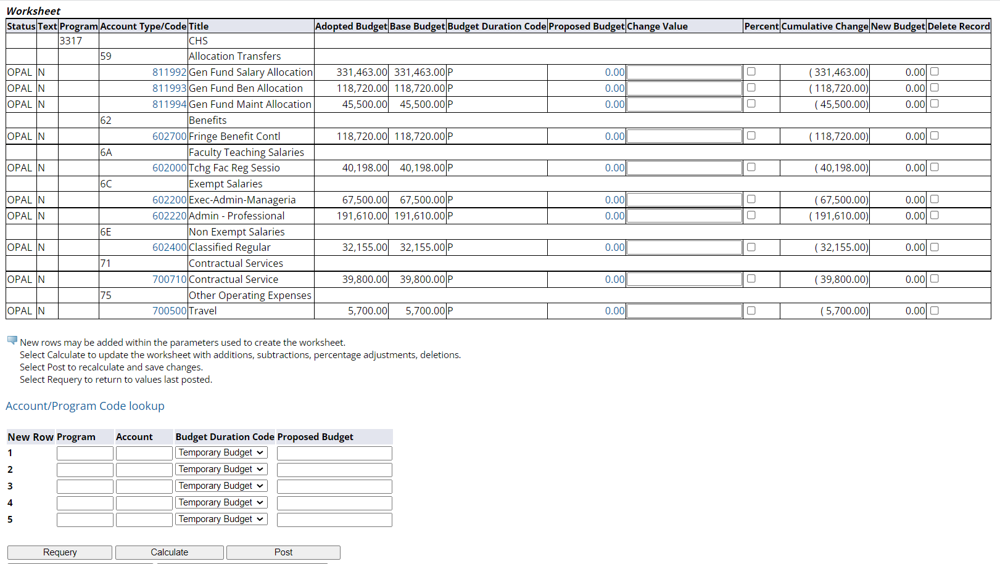 Worksheet
Status Text Program Account Type/Code Title Adopted Budget Base Budget Budget Duration Code Proposed Budget Change Value Percent Cumulative Change New Budget Delete Record
3317 CHS
59 Allocation Transfers
OPAL N 811992 Gen Fund Salary Allocation 331,463.00 331,463.00 P 0.00 ( 331,463.00) 0.00
OPAL N 811993 Gen Fund Ben Allocation 118,720.00 118,720.00 P 0.00 ( 118,720.00) 0.00
OPAL N 811994 Gen Fund Maint Allocation 45,500.00 45,500.00 P 0.00 ( 45,500.00) 0.00
62 Benefits
OPAL N 602700 Fringe Benefit Contl 118,720.00 118,720.00 P 0.00 ( 118,720.00) 0.00
6A Faculty Teaching Salaries
OPAL N 602000 Tchg Fac Reg Sessio 40,198.00 40,198.00 P 0.00 ( 40,198.00) 0.00
6C Exempt Salaries
OPAL N 602200 Exec-Admin-Manageria 67,500.00 67,500.00 P 0.00 ( 67,500.00) 0.00
OPAL N 602220 Admin - Professional 191,610.00 191,610.00 P 0.00 ( 191,610.00) 0.00
6E Non Exempt Salaries
OPAL N 602400 Classified Regular 32,155.00 32,155.00 P 0.00 ( 32,155.00) 0.00
71 Contractual Services
OPAL N 700710 Contractual Service 39,800.00 39,800.00 P 0.00 ( 39,800.00) 0.00
75 Other Operating Expenses
OPAL N 700500 Travel 5,700.00 5,700.00 P 0.00 ( 5,700.00) 0.00
New rows may be added within the parameters used to create the worksheet.
Select Calculate to update the worksheet with additions, subtractions, percentage adjustments, deletions.
Select Post to recalculate and save changes.
Select Requery to return to values last posted.
Account/Program Code lookup
New Row Program Account Budget Duration Code Proposed Budget
1 Temporary Budget
2 Temporary Budget
3 Temporary Budget
4 Temporary Budget
5 Temporary Budget
Requery Calculate Post